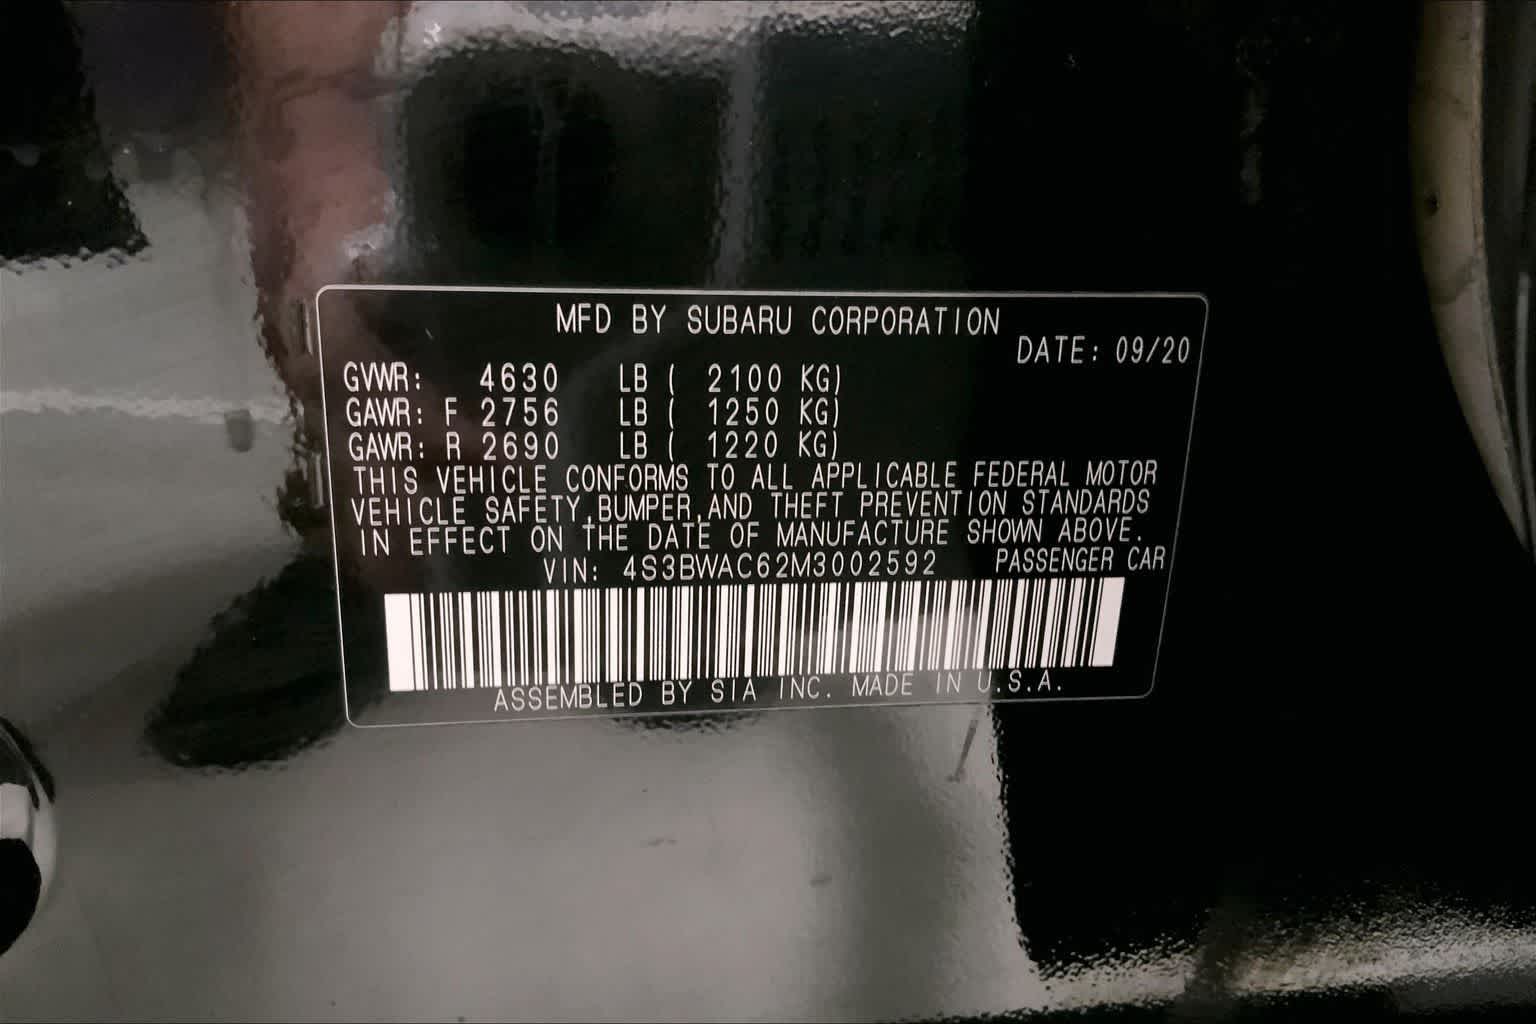 MFD BY SUBARU CORPORATION
DATE: 09/20
GVWR: 4630 LB ( 2100 KG)
GAWR: F 2756 LB ( 1250 KG)
GAWR: R 2690 LB ( 1220 KG)
THIS VEHICLE CONFORMS TO ALL APPLICABLE FEDERAL MOTOR
VEHICLE SAFETY,BUMPER,AND THEFT PREVENTION STANDARDS
IN EFFECT ON THE DATE OF MANUFACTURE SHOWN ABOVE.
VIN: 4S3BWAC62M3002592 PASSENGER CAR
ASSEMBLED BY SIA INC. MADE IN U.S.A.